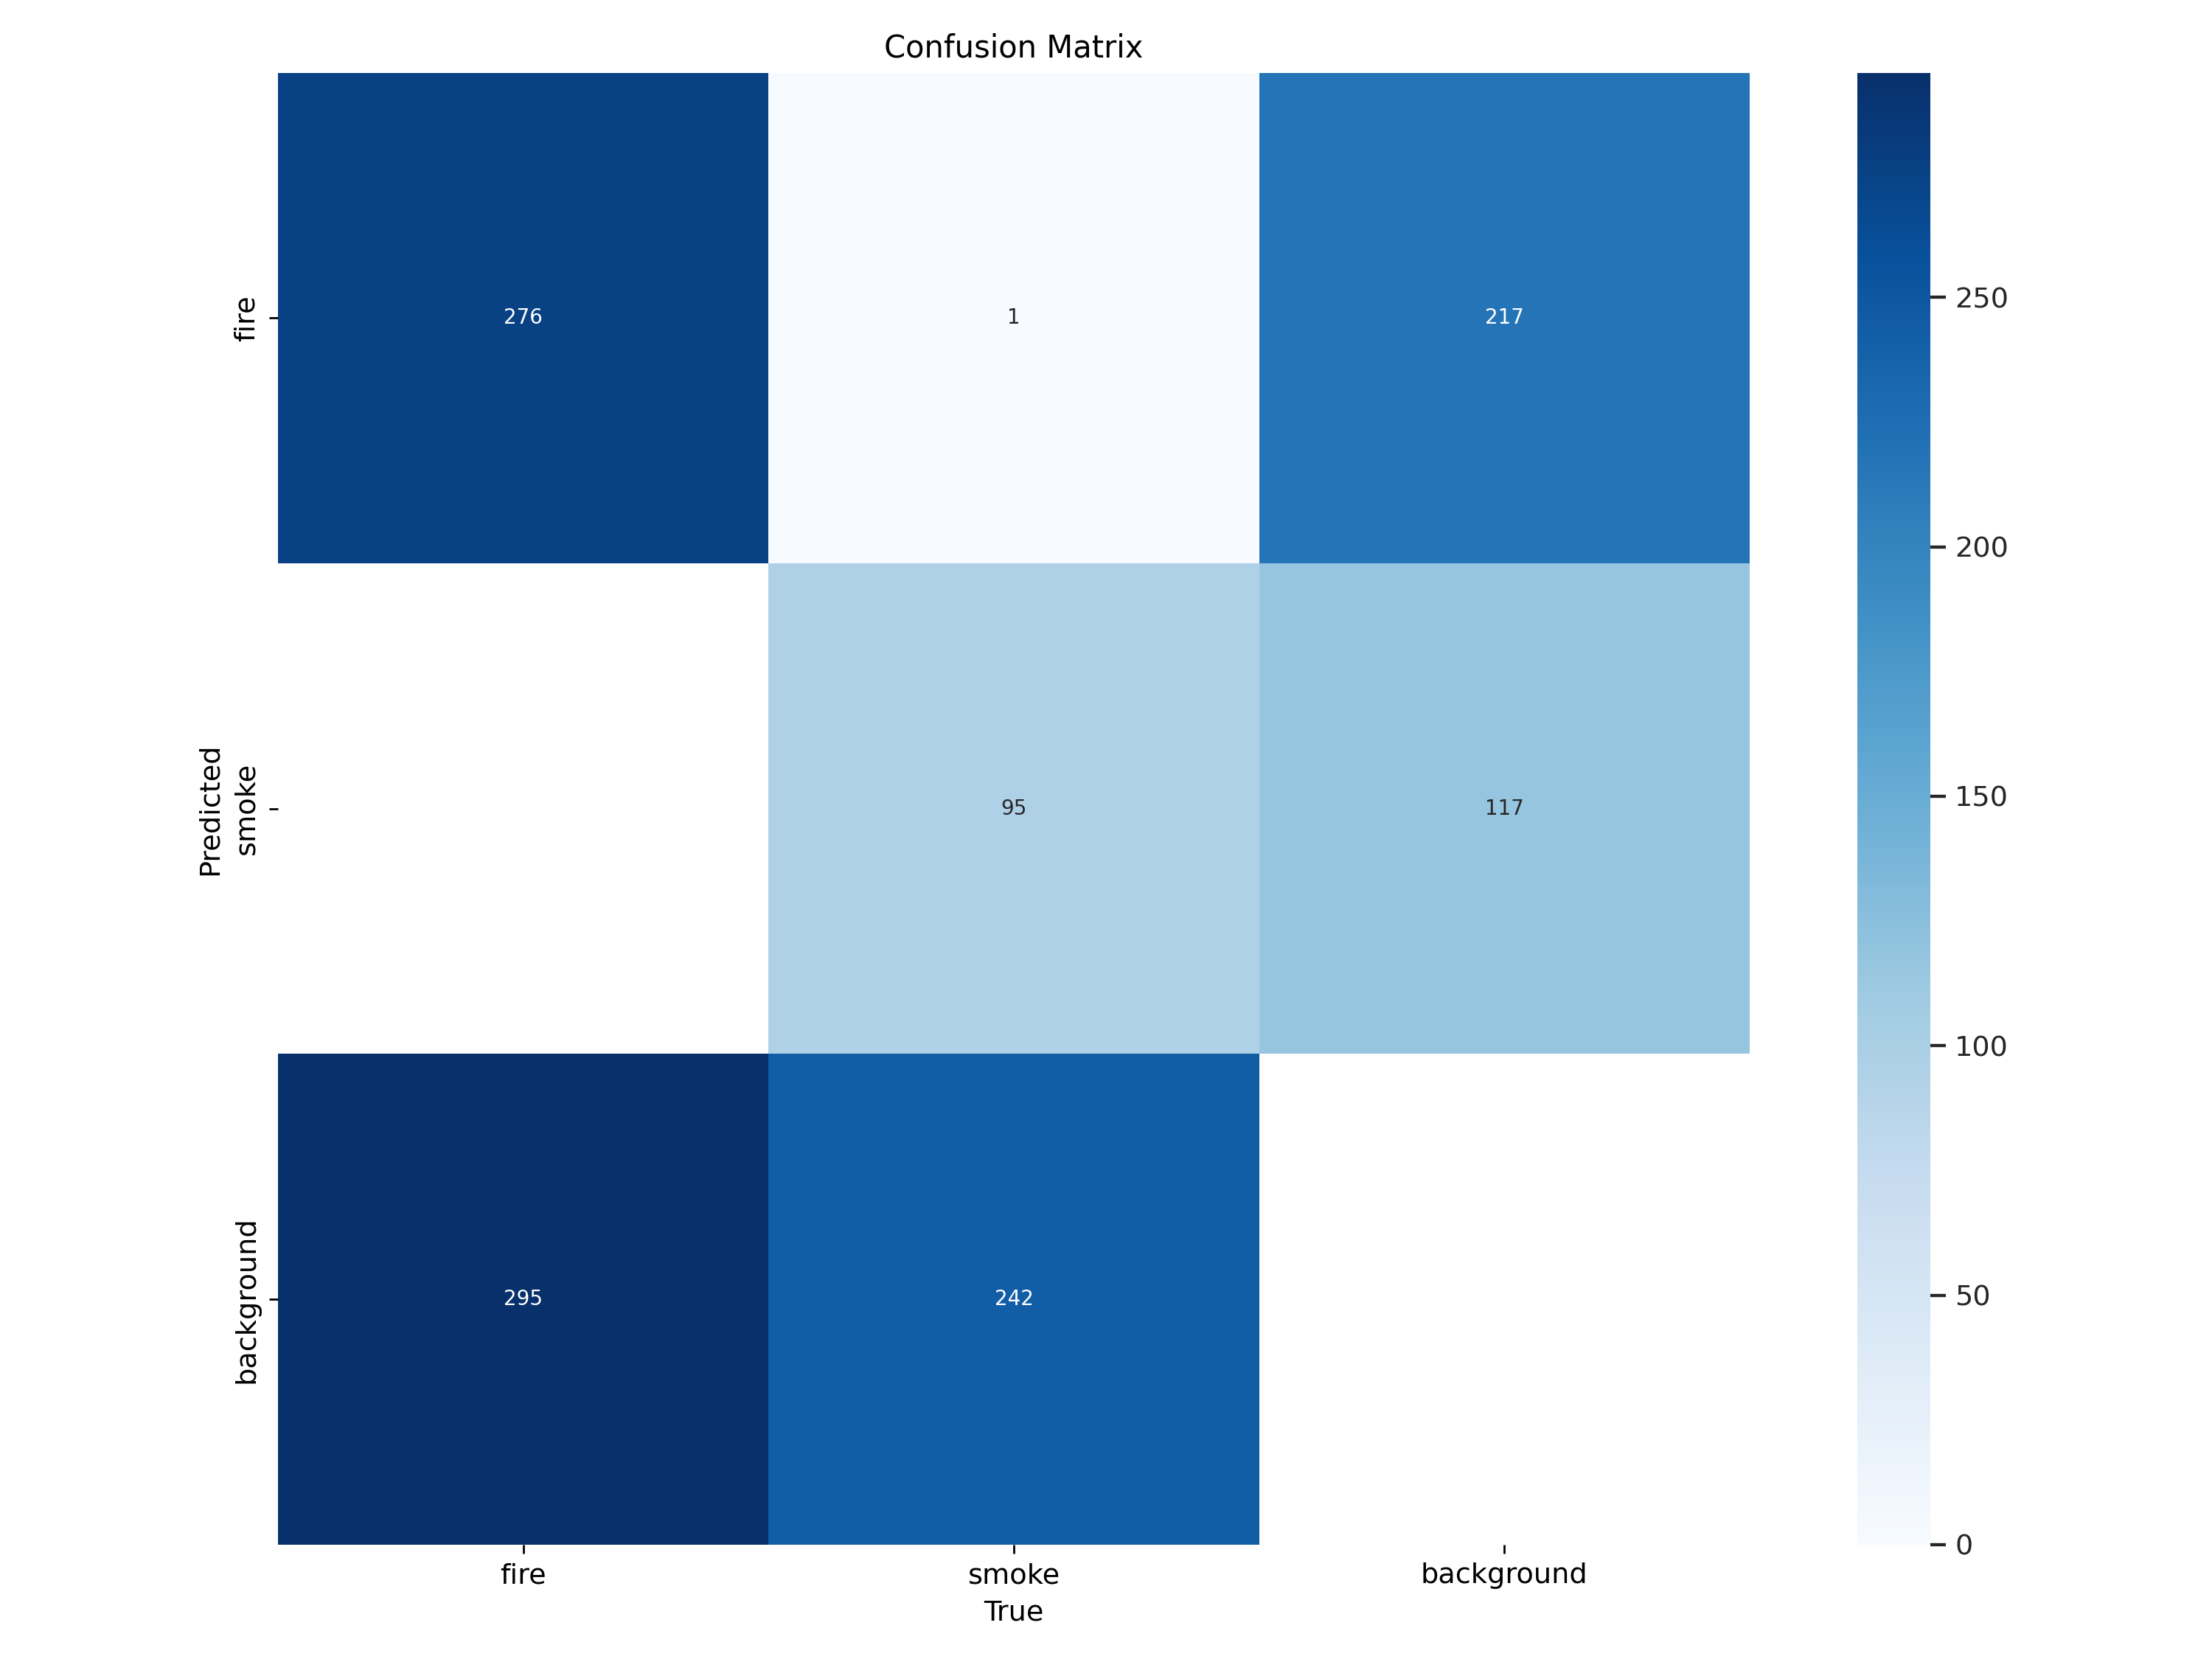 Confusion Matrix
fire
276
1
217
250
200
Predicted
smoke
95
117
150
100
background
295
242
50
0
fire
smoke
background
True